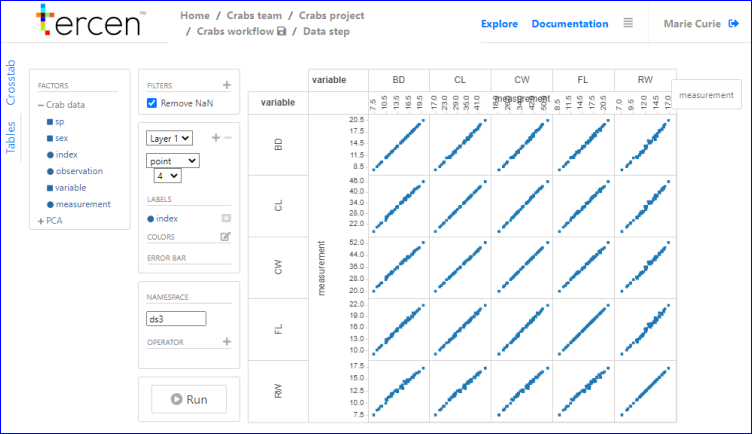 tercen™
Home / Crabs team / Crabs project
/ Crabs workflow / Data step
Explore Documentation Marie Curie
Crosstab
Tables
FACTORS
Crab data
sp
sex
index
observation
variable
measurement
PCA
FILTERS
Remove NaN
Layer 1
point
4
LABELS
index
COLORS
ERROR BAR
NAMESPACE
ds3
OPERATOR
Run
variable BD CL CW FL RW
variable
7.5 10.5 13.5 16.5 19.5 17.0 23.0 29.0 35.0 41.0 8.5 11.5 14.5 17.5 20.5 7.0 9.5 12.0 14.5 17.0
measurement
measurement
measurement
BD
20.5
17.5
14.5
11.5
7.5
CL
46.0
40.0
34.0
28.0
22.0
CW
52.0
44.0
36.0
28.0
20.0
FL
22.0
19.0
16.0
13.0
10.0
RW
17.5
15.0
12.5
10.0
7.5